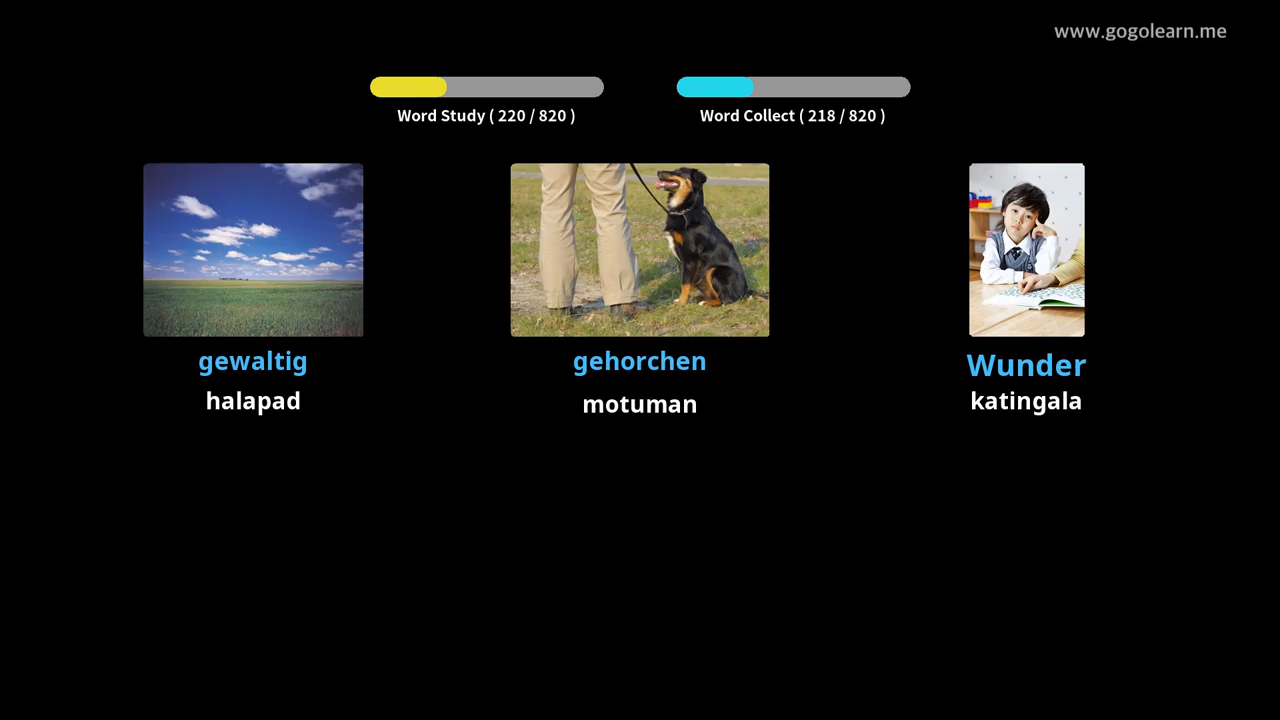 www.gogolearn.me
Word Study ( 220 / 820 )
Word Collect ( 218 / 820 )
gewaltig
halapad
gehorchen
motuman
Wunder
katingala